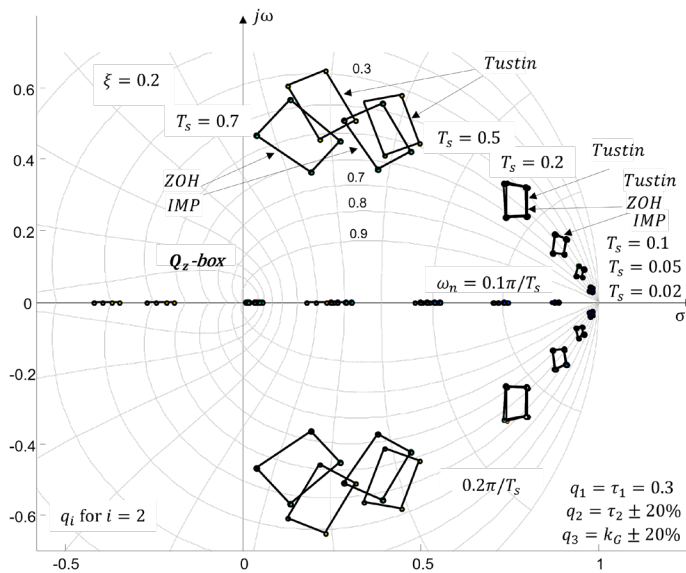 jω
0.6
ξ = 0.2
0.3
Tustin
T_s = 0.7
T_s = 0.5
0.4
T_s = 0.2
Tustin
ZOH
IMP
0.7
Tustin
ZOH
IMP
0.8
0.2
0.9
T_s = 0.1
Q_z-box
T_s = 0.05
ω_n = 0.1π/T_s
T_s = 0.02
0
σ
-0.2
-0.4
0.2π/T_s
q_1 = τ_1 = 0.3
q_i for i = 2
q_2 = τ_2 ± 20%
-0.6
q_3 = k_G ± 20%
-0.5
0
0.5
1